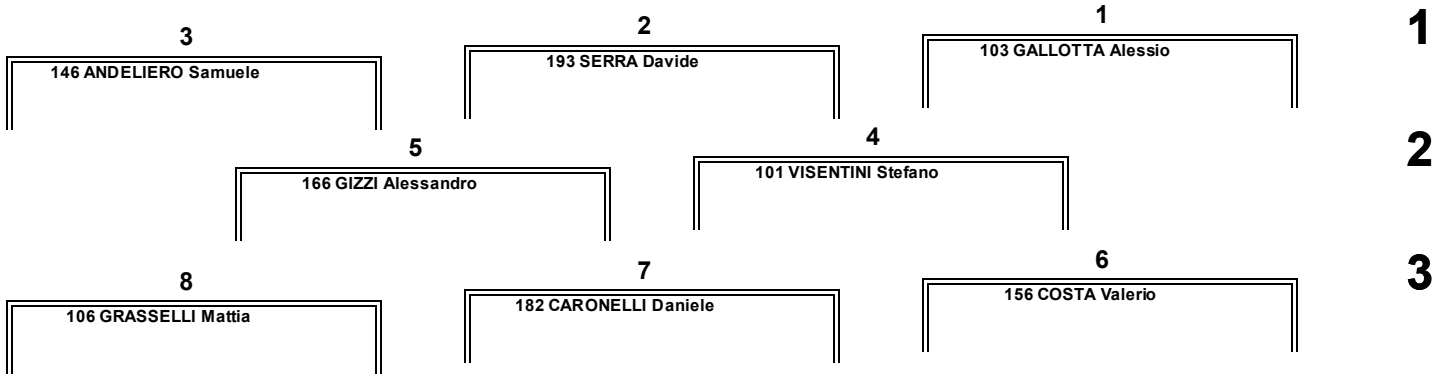 3
2
1
1
146 ANDELIERO Samuele
193 SERRA Davide
103 GALLOTTA Alessio
5
4
2
166 GIZZI Alessandro
101 VISENTINI Stefano
8
7
6
3
106 GRASSELLI Mattia
182 CARONELLI Daniele
156 COSTA Valerio